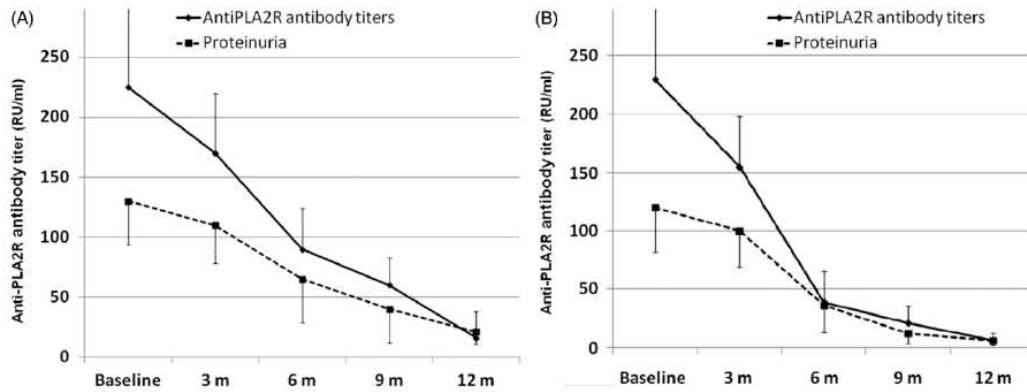 (A)
AntiPLA2R antibody titers
Proteinuria
Anti-PLA2R antibody titer (RU/ml)
250
200
150
100
50
0
Baseline 3 m 6 m 9 m 12 m
(B)
AntiPLA2R antibody titers
Proteinuria
Anti-PLA2R antibody titer (RU/ml)
250
200
150
100
50
0
Baseline 3 m 6 m 9 m 12 m